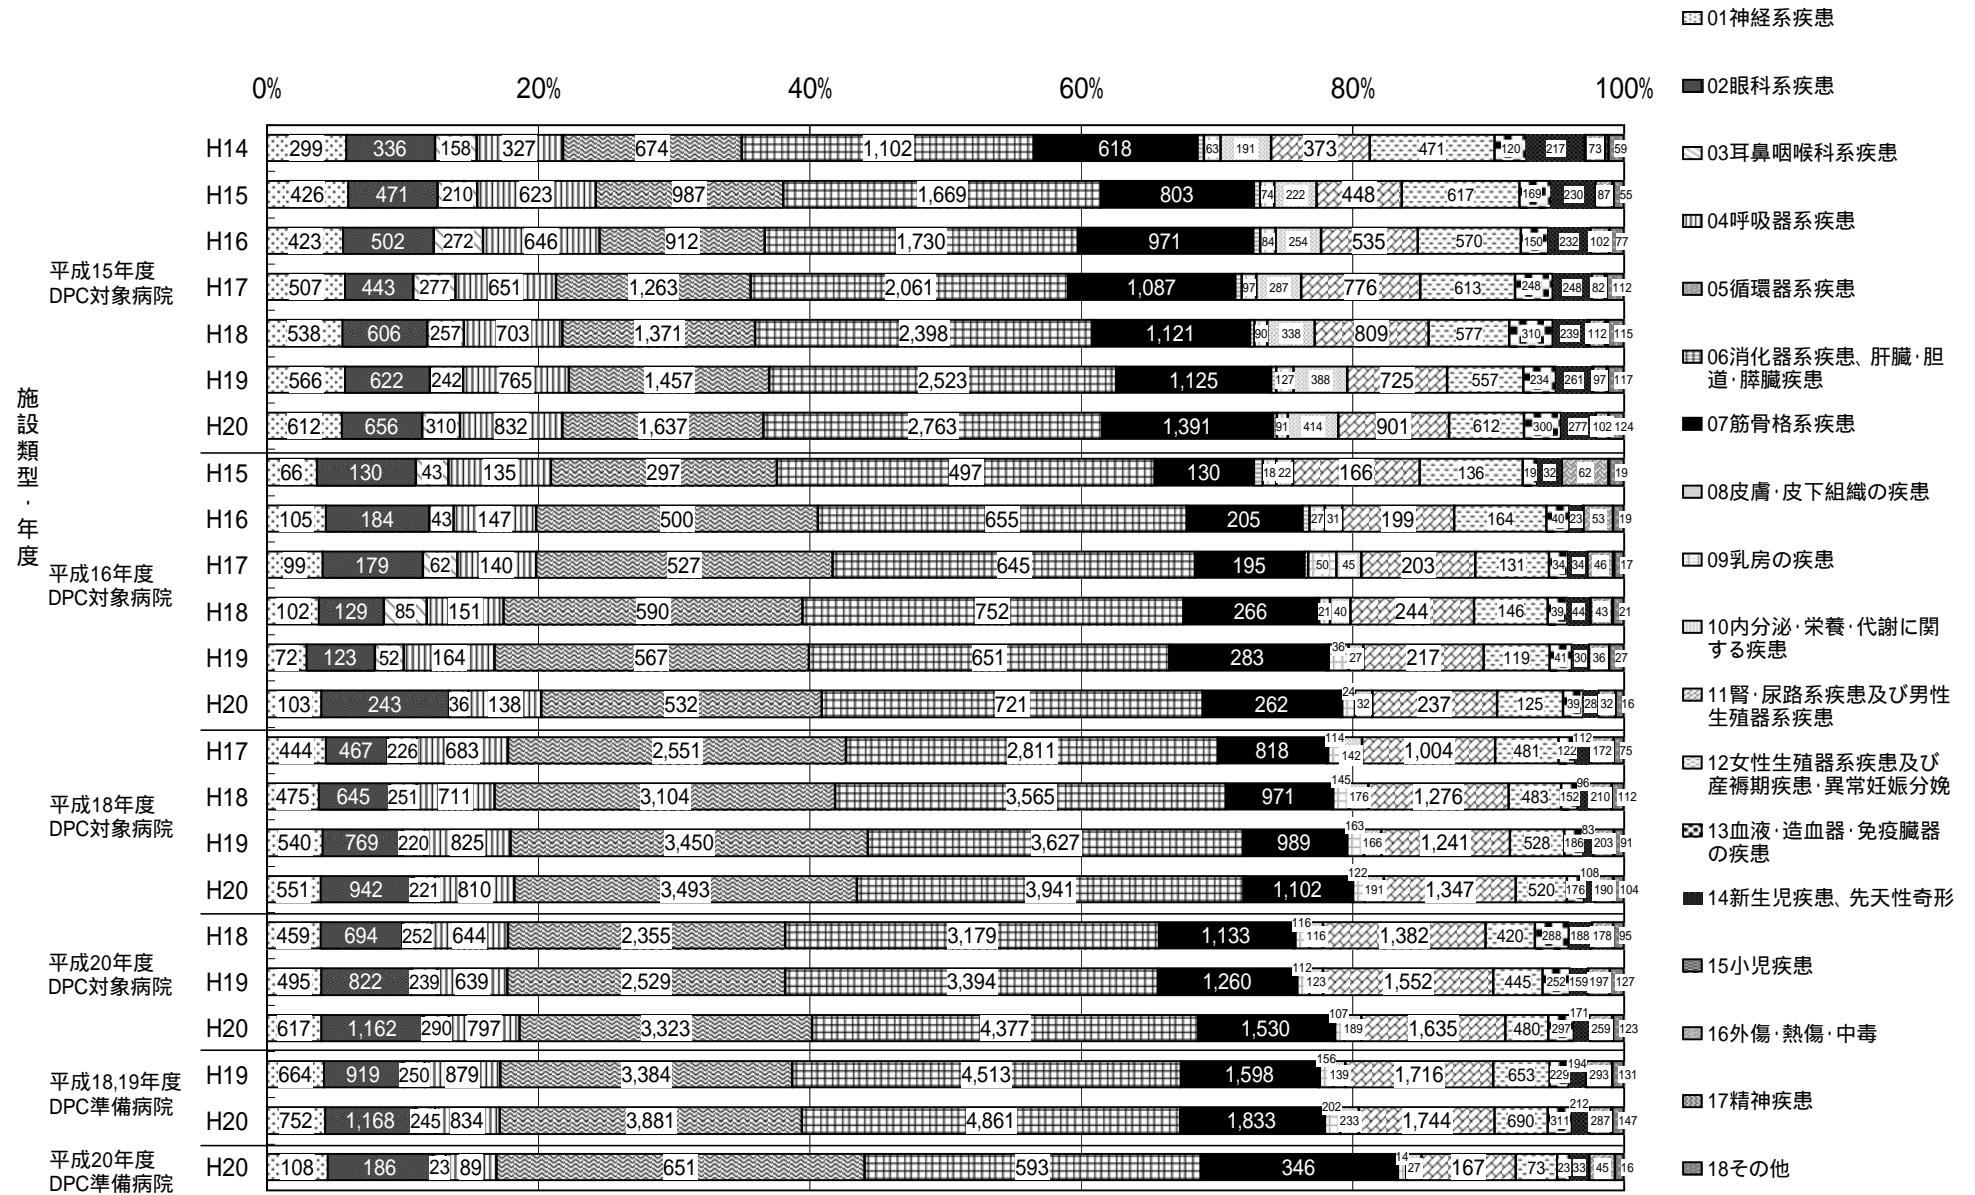 0% 20% 40% 60% 80% 100%
施設類型・年度
平成15年度
DPC対象病院
H14 299 336 158 327 674 1,102 618 63 191 373 471 120 217 73 59
H15 426 471 210 623 987 1,669 803 74 222 448 617 169 230 87 55
H16 423 502 272 646 912 1,730 971 84 254 535 570 150 232 102 77
H17 507 443 277 651 1,263 2,061 1,087 97 287 776 613 248 248 82 112
H18 538 606 257 703 1,371 2,398 1,121 90 338 809 577 310 239 112 115
H19 566 622 242 765 1,457 2,523 1,125 127 388 725 557 234 261 97 117
H20 612 656 310 832 1,637 2,763 1,391 91 414 901 612 300 277 102 124
平成16年度
DPC対象病院
H15 66 130 43 135 297 497 130 18 22 166 136 19 32 62 19
H16 105 184 43 147 500 655 205 27 31 199 164 40 23 53 19
H17 99 179 62 140 527 645 195 50 45 203 131 34 34 46 17
H18 102 129 85 151 590 752 266 21 40 244 146 39 44 43 21
H19 72 123 52 164 567 651 283 36 27 217 119 41 30 36 27
H20 103 243 36 138 532 721 262 24 32 237 125 39 28 32 16
平成18年度
DPC対象病院
H17 444 467 226 683 2,551 2,811 818 114 142 1,004 481 122 112 172 75
H18 475 645 251 711 3,104 3,565 971 145 176 1,276 483 152 96 210 112
H19 540 769 220 825 3,450 3,627 989 163 166 1,241 528 186 83 203 91
H20 551 942 221 810 3,493 3,941 1,102 122 191 1,347 520 176 108 190 104
平成20年度
DPC対象病院
H18 459 694 252 644 2,355 3,179 1,133 116 116 1,382 420 288 188 178 95
H19 495 822 239 639 2,529 3,394 1,260 112 123 1,552 445 252 159 197 127
H20 617 1,162 290 797 3,323 4,377 1,530 107 189 1,635 480 297 171 259 123
平成18,19年度
DPC準備病院
H19 664 919 250 879 3,384 4,513 1,598 156 139 1,716 653 229 194 293 131
H20 752 1,168 245 834 3,881 4,861 1,833 202 233 1,744 690 311 212 287 147
平成20年度
DPC準備病院
H20 108 186 23 89 651 593 346 14 27 167 73 23 33 45 16
01神経系疾患
02眼科系疾患
03耳鼻咽喉科系疾患
04呼吸器系疾患
05循環器系疾患
06消化器系疾患、肝臓・胆
道・膵臓疾患
07筋骨格系疾患
08皮膚・皮下組織の疾患
09乳房の疾患
10内分泌・栄養・代謝に関
する疾患
11腎・尿路系疾患及び男性
生殖器系疾患
12女性生殖器系疾患及び
産褥期疾患・異常妊娠分娩
13血液・造血器・免疫臓器
の疾患
14新生児疾患、先天性奇形
15小児疾患
16外傷・熱傷・中毒
17精神疾患
18その他